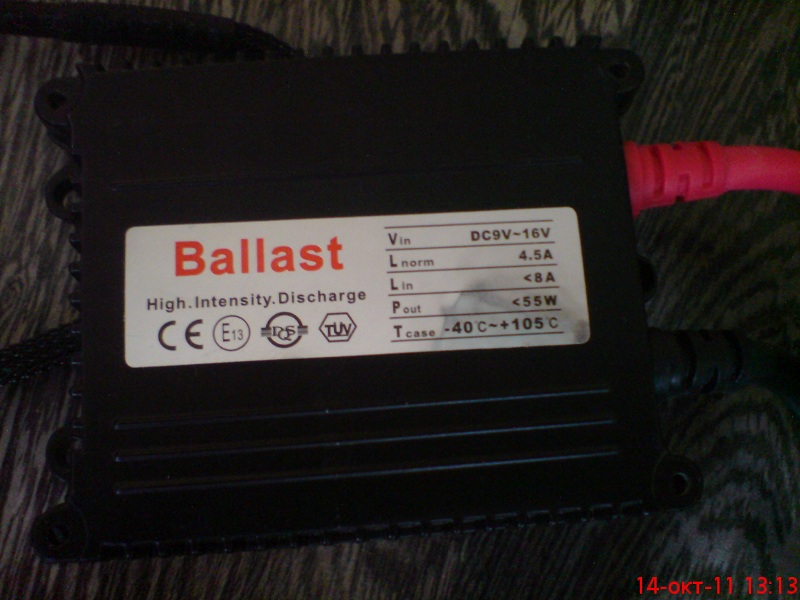 Ballast
High.Intensity.Discharge
CE E13 TÜV
Vin DC9V~16V
Lnorm 4.5A
Lin <8A
Pout <55W
Tcase -40℃~+105℃
14-окт-11 13:13